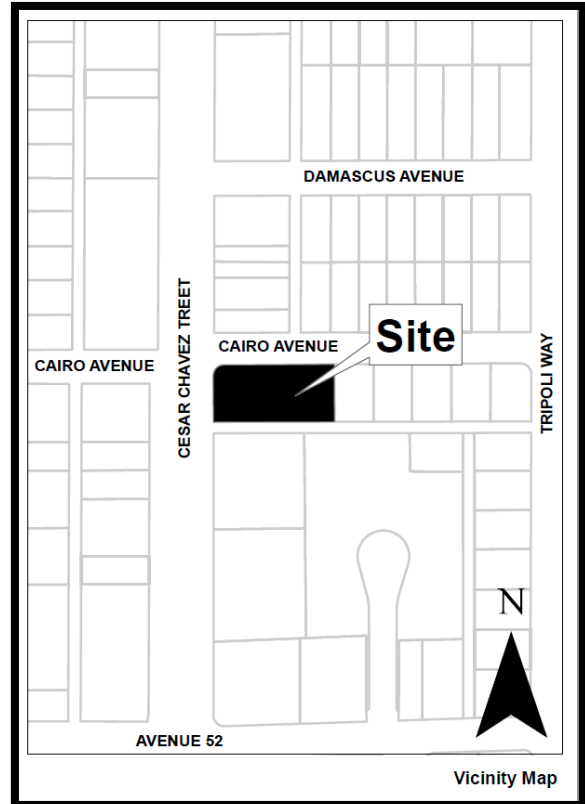 DAMASCUS AVENUE
CESAR CHAVEZ TREET
CAIRO AVENUE
Site
CAIRO AVENUE
TRIPOLI WAY
N
AVENUE 52
Vicinity Map